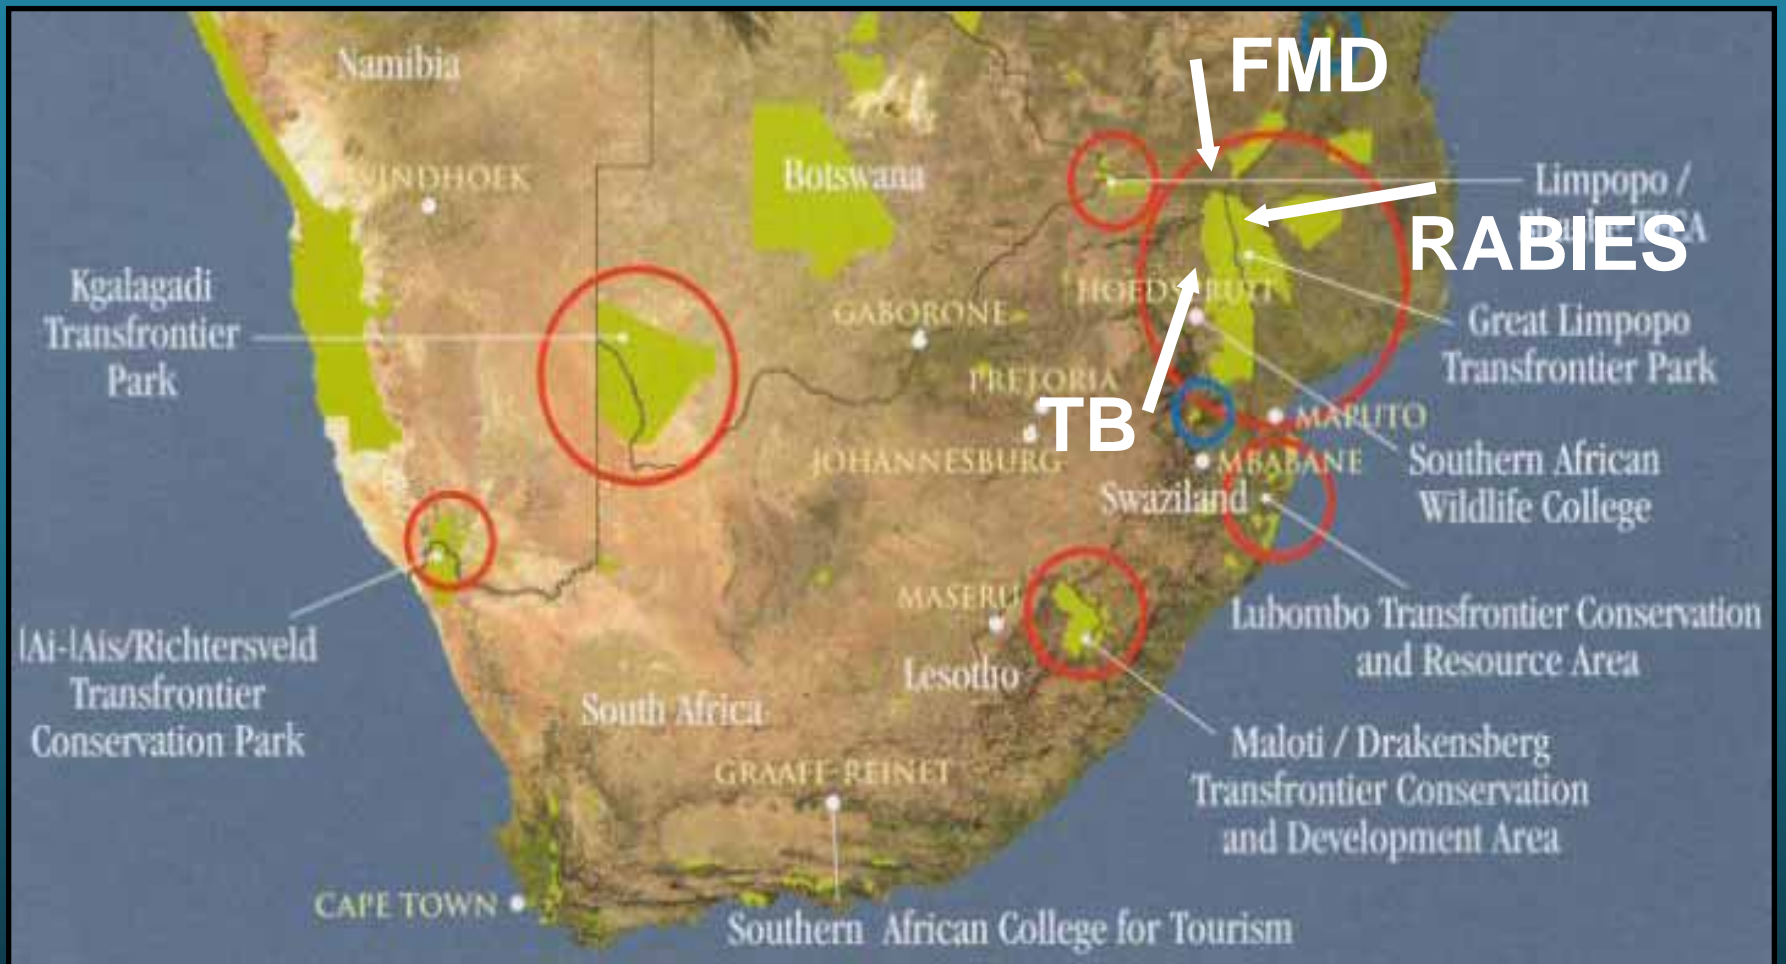 FMD
Namibia
Botswana
WINDHOEK
Limpopo /
RABIES
Kgalagadi
Transfrontier
Park
GABORONE
Great Limpopo
Transfrontier Park
PRETORIA
TB
MAPUTO
JOHANNESBURG
MBABANE
Southern African
Wildlife College
Swaziland
MASERU
Lesotho
Lubombo Transfrontier Conservation
and Resource Area
|Ai-|Ais/Richtersveld
Transfrontier
Conservation Park
South Africa
Maloti / Drakensberg
Transfrontier Conservation
and Development Area
GRAAFF-REINET
CAPE TOWN
Southern African College for Tourism